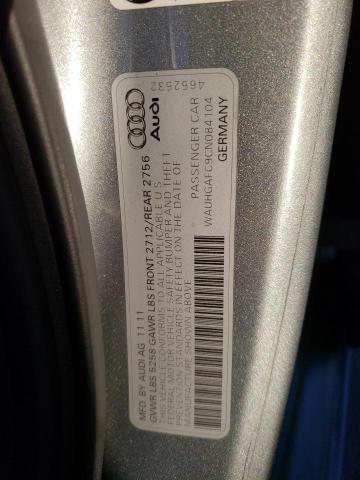 4652532
Audi
MFD. BY AUDI AG 11 11
GVWR LBS 5258 GAWR LBS FRONT 2712/REAR 2756
THIS VEHICLE CONFORMS TO ALL APPLICABLE U S
FEDERAL MOTOR VEHICLE SAFETY BUMPER AND THEFT
PREVENTION STANDARDS IN EFFECT ON THE DATE OF
MANUFACTURE SHOWN ABOVE
PASSENGER CAR
WAUHGAFC9CN084104
GERMANY